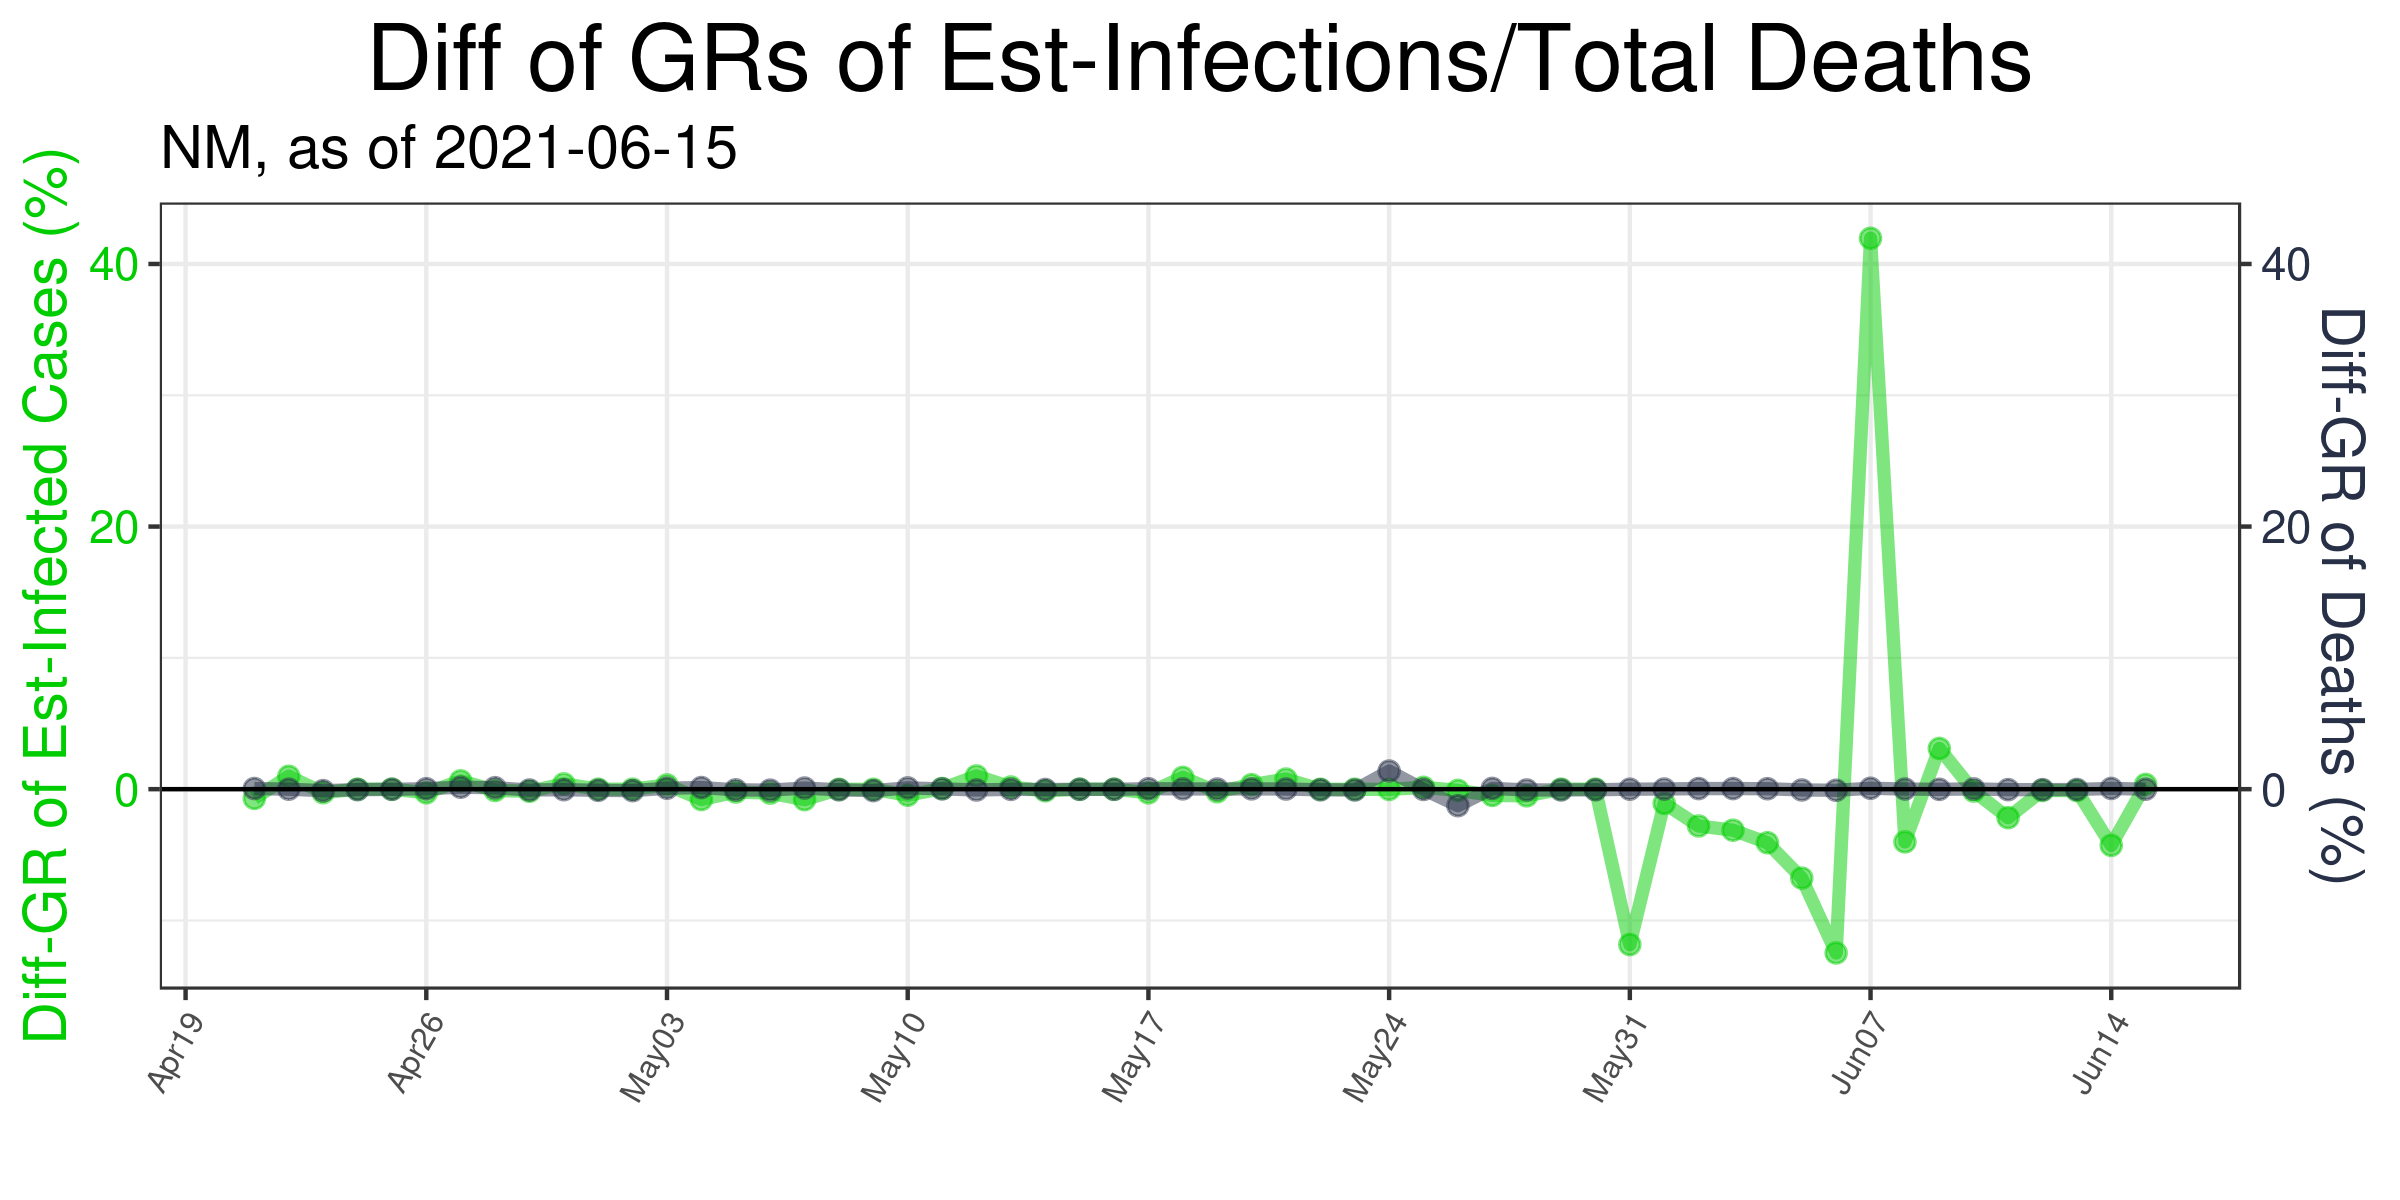 Diff of GRs of Est-Infections/Total Deaths
NM, as of 2021-06-15
Diff-GR of Est-Infected Cases (%)
40
20
0
40
20
0
Diff-GR of Deaths (%)
Apr19
Apr26
May03
May10
May17
May24
May31
Jun07
Jun14